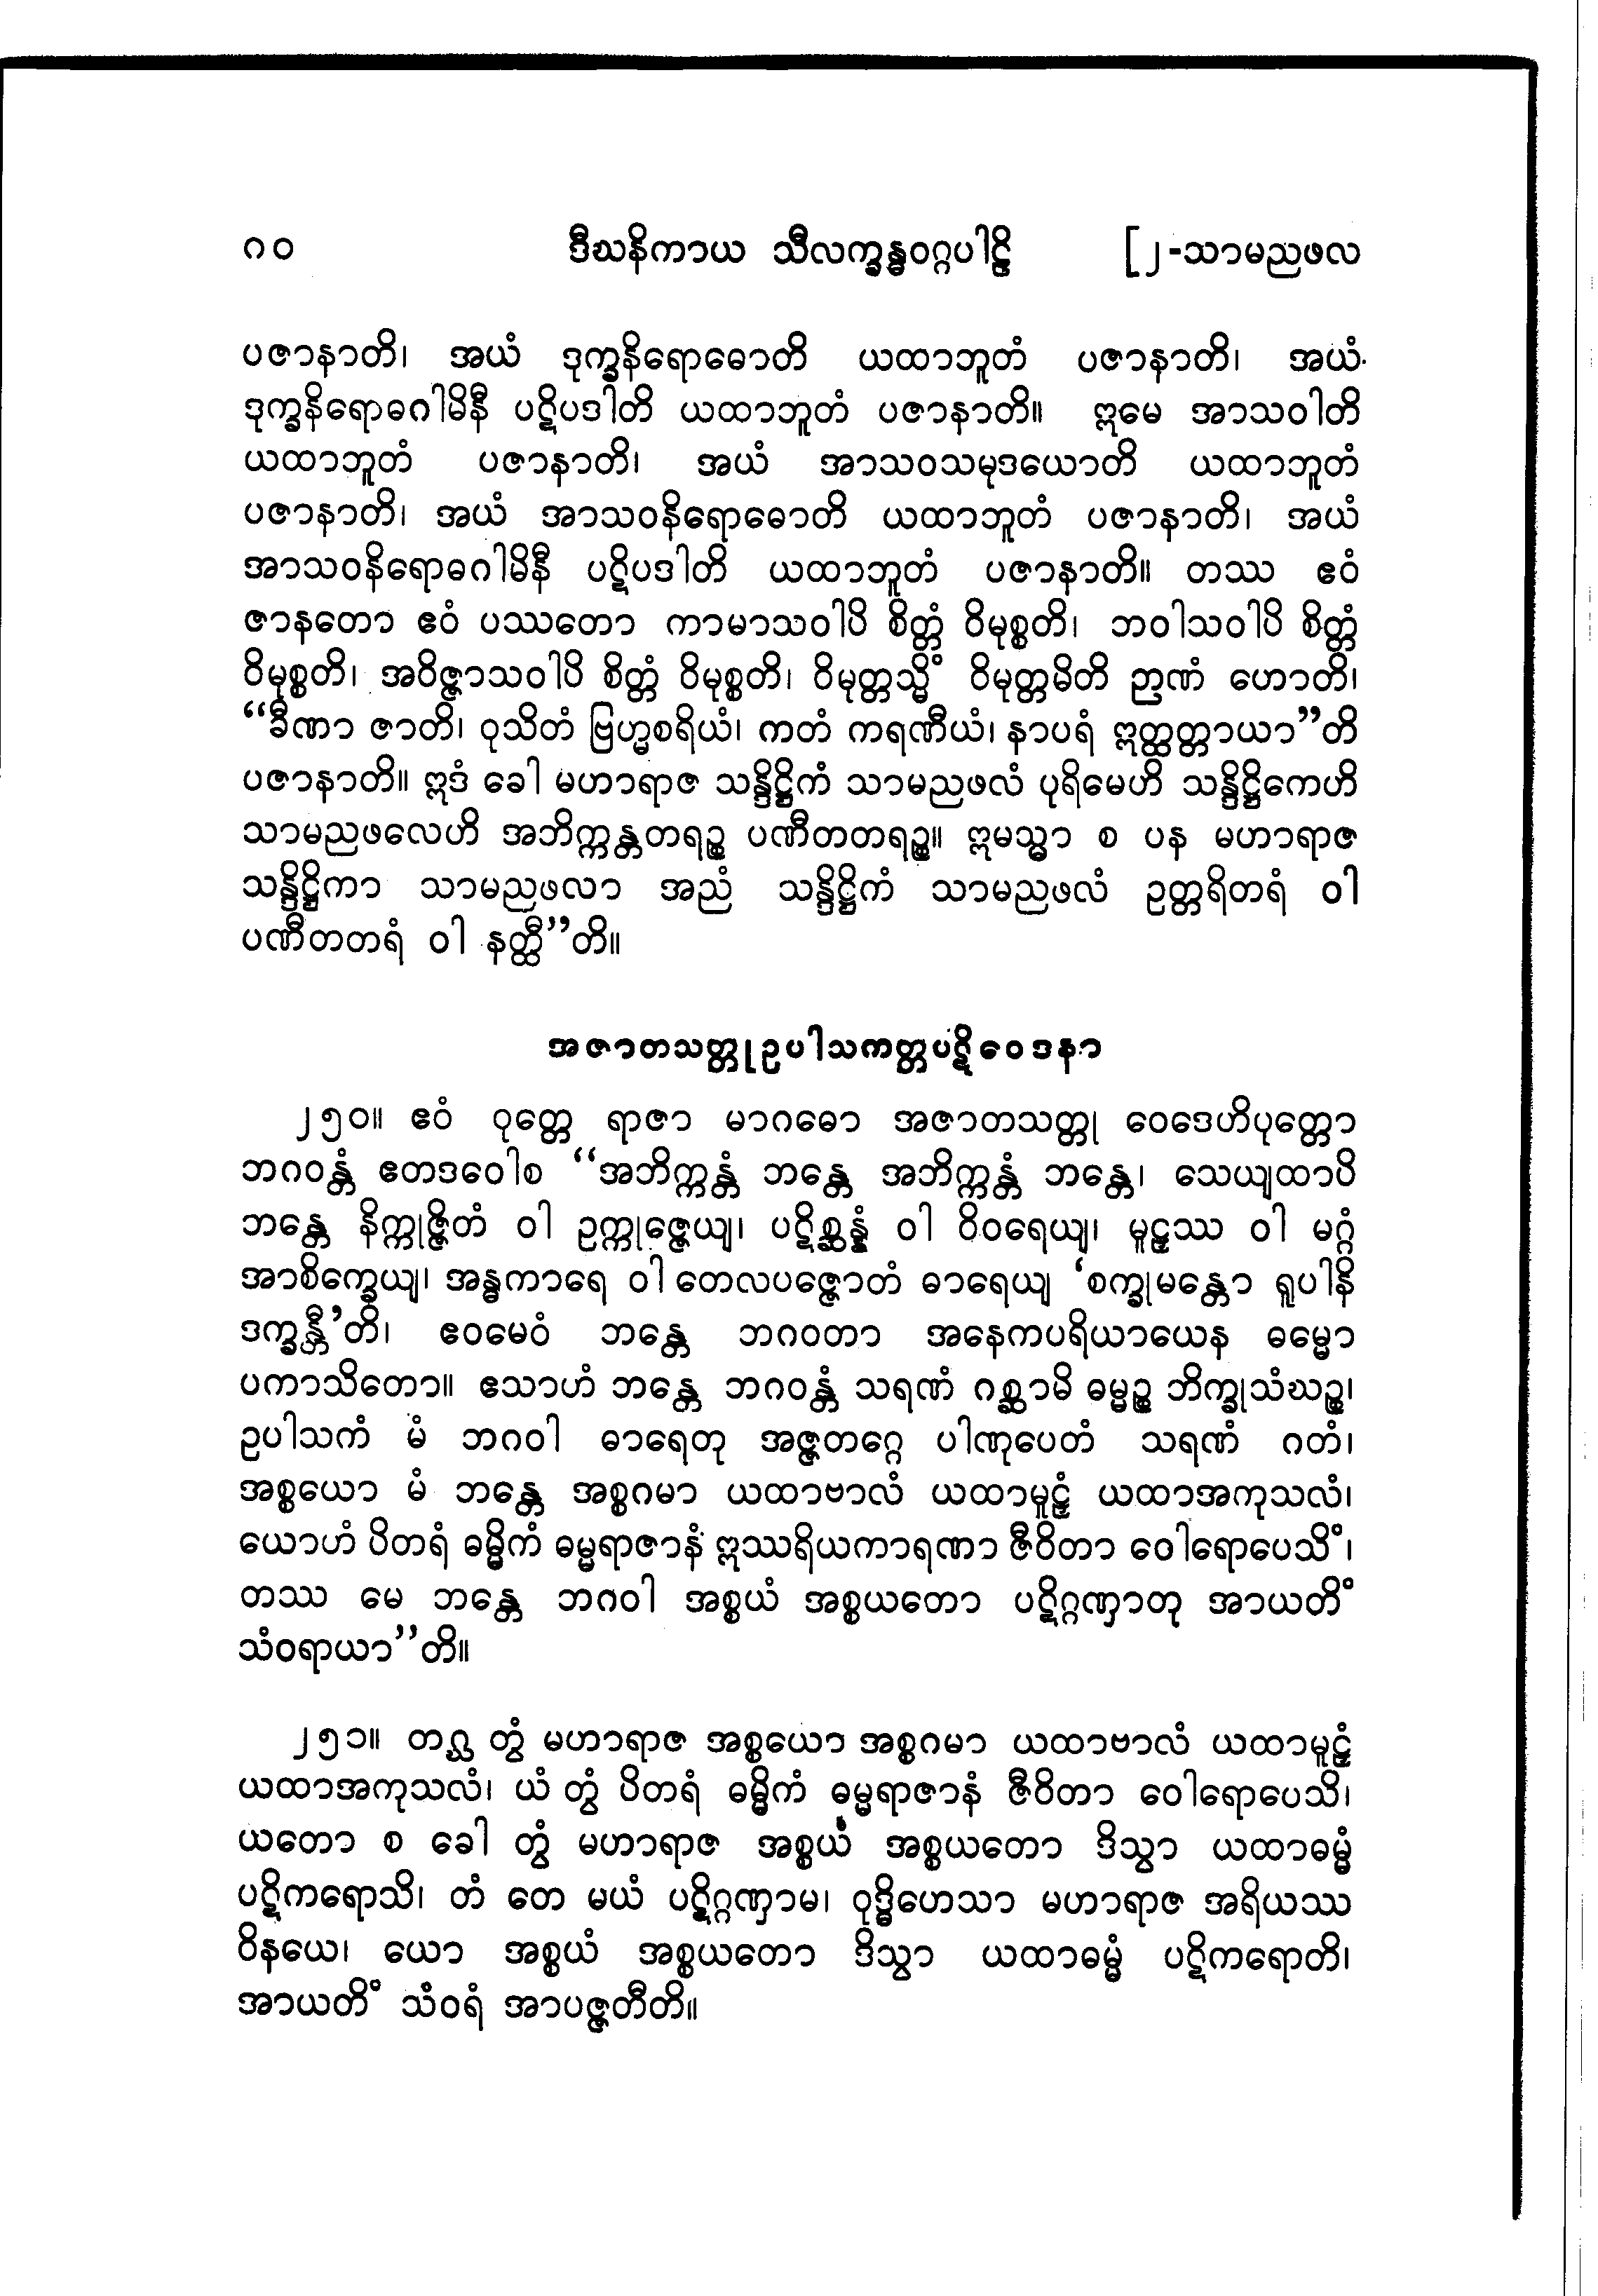 ၈၀ ဒီဃနိကာယ သီလက္ခန္ဓဝဂ္ဂပါဠိ [၂-သာမညဖလ
ပဇာနာတိ၊ အယံ ဒုက္ခနိရောဓောတိ ယထာဘူတံ ပဇာနာတိ၊ အယံ
ဒုက္ခနိရောဓဂါမိနီ ပဋိပဒါတိ ယထာဘူတံ ပဇာနာတိ။ ဣမေ အာသဝါတိ
ယထာဘူတံ ပဇာနာတိ၊ အယံ အာသဝသမုဒယောတိ ယထာဘူတံ
ပဇာနာတိ၊ အယံ အာသဝနိရောဓောတိ ယထာဘူတံ ပဇာနာတိ၊ အယံ
အာသဝနိရောဓဂါမိနီ ပဋိပဒါတိ ယထာဘူတံ ပဇာနာတိ။ တဿ ဧဝံ
ဇာနတော ဧဝံ ပဿတော ကာမာသဝါပိ စိတ္တံ ဝိမုစ္စတိ၊ ဘဝါသဝါပိ စိတ္တံ
ဝိမုစ္စတိ၊ အဝိဇ္ဇာသဝါပိ စိတ္တံ ဝိမုစ္စတိ၊ ဝိမုတ္တသ္မိံ ဝိမုတ္တမိတိ ဉာဏံ ဟောတိ၊
“ခီဏာ ဇာတိ၊ ဝုသိတံ ဗြဟ္မစရိယံ၊ ကတံ ကရဏီယံ၊ နာပရံ ဣတ္ထတ္တာယာ”တိ
ပဇာနာတိ။ ဣဒံ ခေါ မဟာရာဇ သန္ဒိဋ္ဌိကံ သာမညဖလံ ပုရိမေဟိ သန္ဒိဋ္ဌိကေဟိ
သာမညဖလေဟိ အဘိက္ကန္တတရဉ္စ ပဏီတတရဉ္စ။ ဣမသ္မာ စ ပန မဟာရာဇ
သန္ဒိဋ္ဌိကာ သာမညဖလာ အညံ သန္ဒိဋ္ဌိကံ သာမညဖလံ ဥတ္တရိတရံ ဝါ
ပဏီတတရံ ဝါ နတ္ထီ”တိ။
အဇာတသတ္တုဥပါသကတ္တပဋိဝေဒနာ
၂၅၀။ ဧဝံ ဝုတ္တေ ရာဇာ မာဂဓော အဇာတသတ္တု ဝေဒေဟိပုတ္တော
ဘဂဝန္တံ ဧတဒဝေါစ “အဘိက္ကန္တံ ဘန္တေ အဘိက္ကန္တံ ဘန္တေ၊ သေယျထာပိ
ဘန္တေ နိက္ကုဇ္ဇိတံ ဝါ ဥက္ကုဇ္ဇေယျ၊ ပဋိစ္ဆန္နံ ဝါ ဝိဝရေယျ၊ မူဠှဿ ဝါ မဂ္ဂံ
အာစိက္ခေယျ၊ အန္ဓကာရေ ဝါ တေလပဇ္ဇောတံ ဓာရေယျ ‘စက္ခုမန္တော ရူပါနိ
ဒက္ခန္တီ’တိ၊ ဧဝမေဝံ ဘန္တေ ဘဂဝတာ အနေကပရိယာယေန ဓမ္မော
ပကာသိတော။ ဧသာဟံ ဘန္တေ ဘဂဝန္တံ သရဏံ ဂစ္ဆာမိ ဓမ္မဉ္စ ဘိက္ခုသံဃဉ္စ၊
ဥပါသကံ မံ ဘဂဝါ ဓာရေတု အဇ္ဇတဂ္ဂေ ပါဏုပေတံ သရဏံ ဂတံ၊
အစ္စယော မံ ဘန္တေ အစ္စဂမာ ယထာဗာလံ ယထာမူဠှံ ယထာအကုသလံ၊
ယောဟံ ပိတရံ ဓမ္မိကံ ဓမ္မရာဇာနံ ဣဿရိယကာရဏာ ဇီဝိတာ ဝေါရောပေသိံ၊
တဿ မေ ဘန္တေ ဘဂဝါ အစ္စယံ အစ္စယတော ပဋိဂ္ဂဏှာတု အာယတိံ
သံဝရာယာ”တိ။
၂၅၁။ တဂ္ဃ တွံ မဟာရာဇ အစ္စယော အစ္စဂမာ ယထာဗာလံ ယထာမူဠှံ
ယထာအကုသလံ၊ ယံ တွံ ပိတရံ ဓမ္မိကံ ဓမ္မရာဇာနံ ဇီဝိတာ ဝေါရောပေသိ၊
ယတော စ ခေါ တွံ မဟာရာဇ အစ္စယံ အစ္စယတော ဒိသွာ ယထာဓမ္မံ
ပဋိကရောသိ၊ တံ တေ မယံ ပဋိဂ္ဂဏှာမ၊ ဝုဒ္ဓိဟေသာ မဟာရာဇ အရိယဿ
ဝိနယေ၊ ယော အစ္စယံ အစ္စယတော ဒိသွာ ယထာဓမ္မံ ပဋိကရောတိ၊
အာယတိံ သံဝရံ အာပဇ္ဇတီတိ။